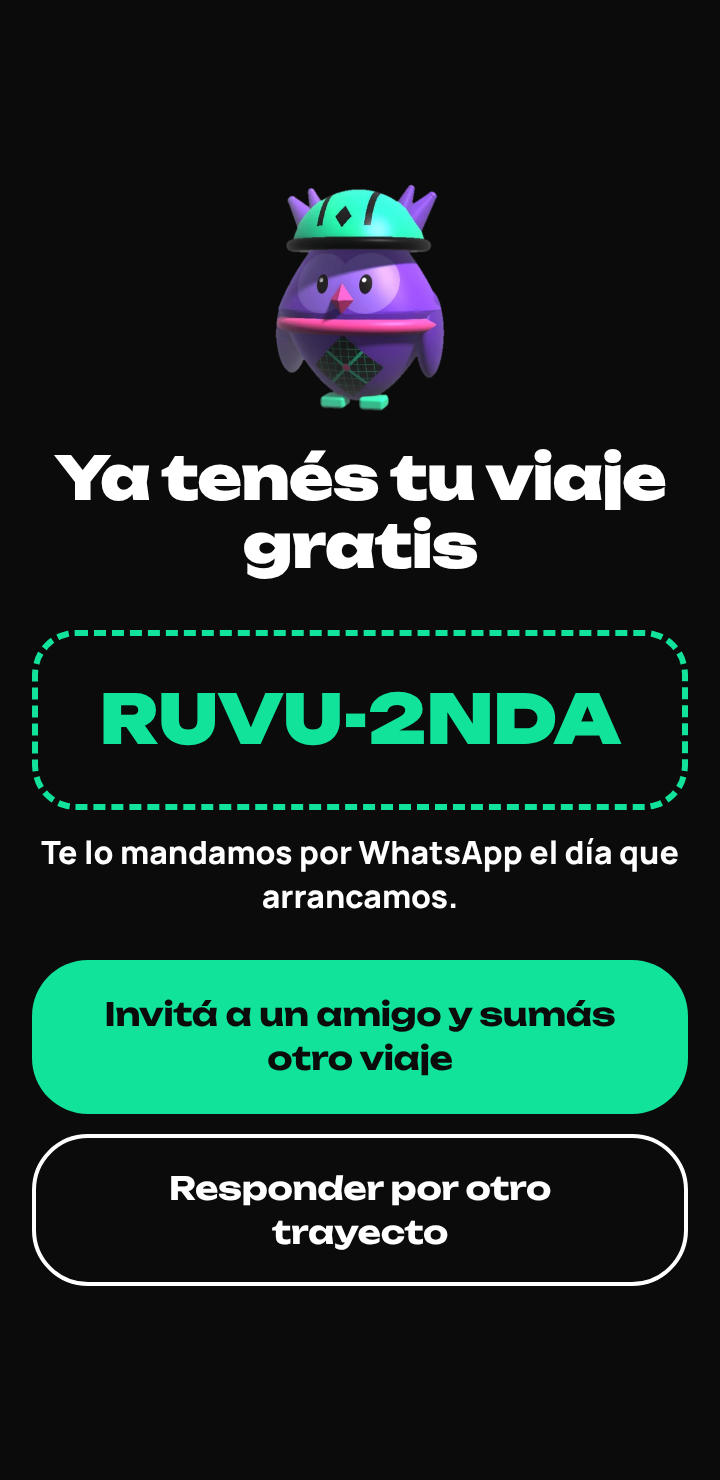 Ya tenés tu viaje
gratis
RUVU-2NDA
Te lo mandamos por WhatsApp el día que
arrancamos.
Invitá a un amigo y sumás
otro viaje
Responder por otro
trayecto